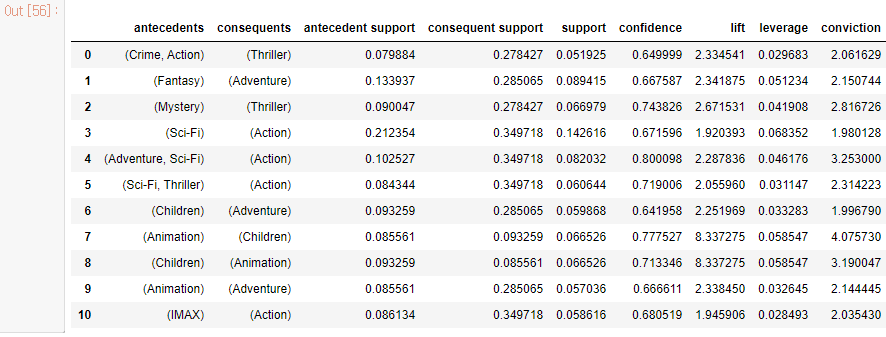 Out [56]:
antecedents consequents antecedent support consequent support support confidence lift leverage conviction
0 (Crime, Action) (Thriller) 0.079884 0.278427 0.051925 0.649999 2.334541 0.029683 2.061629
1 (Fantasy) (Adventure) 0.133937 0.285065 0.089415 0.667587 2.341875 0.051234 2.150744
2 (Mystery) (Thriller) 0.090047 0.278427 0.066979 0.743826 2.671531 0.041908 2.816726
3 (Sci-Fi) (Action) 0.212354 0.349718 0.142616 0.671596 1.920393 0.068352 1.980128
4 (Adventure, Sci-Fi) (Action) 0.102527 0.349718 0.082032 0.800098 2.287836 0.046176 3.253000
5 (Sci-Fi, Thriller) (Action) 0.084344 0.349718 0.060644 0.719006 2.055960 0.031147 2.314223
6 (Children) (Adventure) 0.093259 0.285065 0.059868 0.641958 2.251969 0.033283 1.996790
7 (Animation) (Children) 0.085561 0.093259 0.066526 0.777527 8.337275 0.058547 4.075730
8 (Children) (Animation) 0.093259 0.085561 0.066526 0.713346 8.337275 0.058547 3.190047
9 (Animation) (Adventure) 0.085561 0.285065 0.057036 0.666611 2.338450 0.032645 2.144445
10 (IMAX) (Action) 0.086134 0.349718 0.058616 0.680519 1.945906 0.028493 2.035430